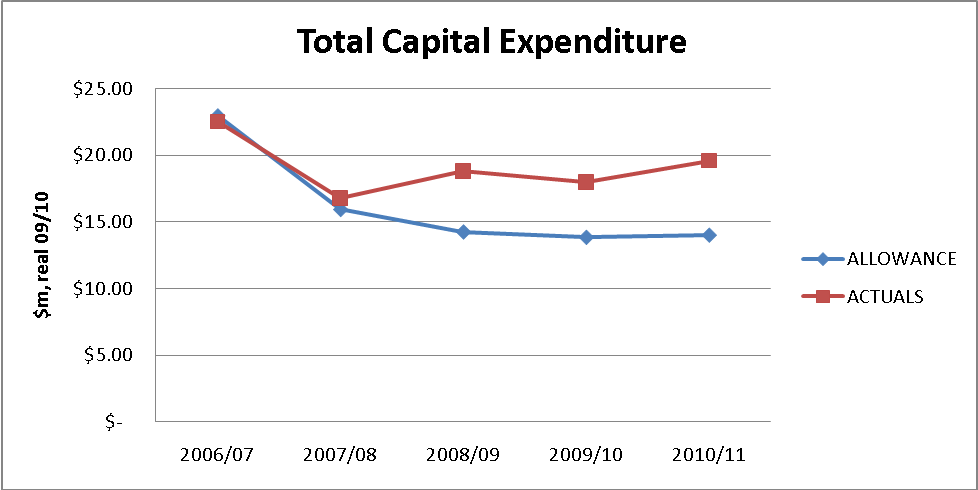 Total Capital Expenditure
$m, real 09/10
$25.00
$20.00
$15.00
$10.00
$5.00
$-
2006/07 2007/08 2008/09 2009/10 2010/11
ALLOWANCE
ACTUALS